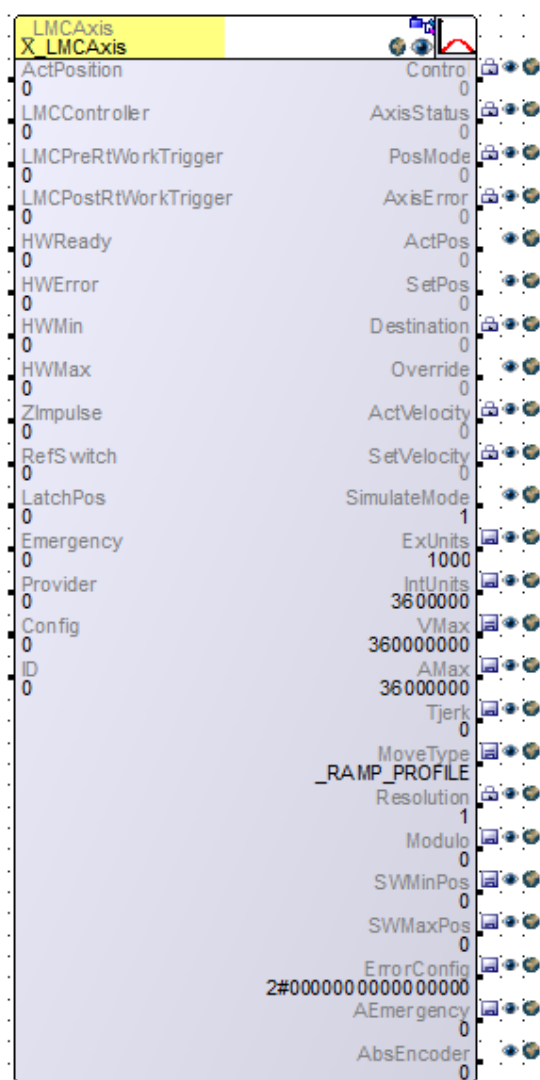 _LMCAxis
X_LMCAxis
ActPosition Control
0 0
LMCController AxisStatus
0 0
LMCPreRtWorkTrigger PosMode
0 0
LMCPostRtWorkTrigger AxisError
0 0
HWReady ActPos
0 0
HWError SetPos
0 0
HWMin Destination
0 0
HWMax Override
0 0
ZImpulse ActVelocity
0 0
RefSwitch SetVelocity
0 0
LatchPos SimulateMode
0 1
Emergency ExUnits
0 1000
Provider IntUnits
0 3600000
Config VMax
0 360000000
ID AMax
0 36000000
Tjerk
0
MoveType
_RAMP_PROFILE
Resolution
1
Modulo
0
SWMinPos
0
SWMaxPos
0
ErrorConfig
2#0000000000000000
AEmergency
0
AbsEncoder
0